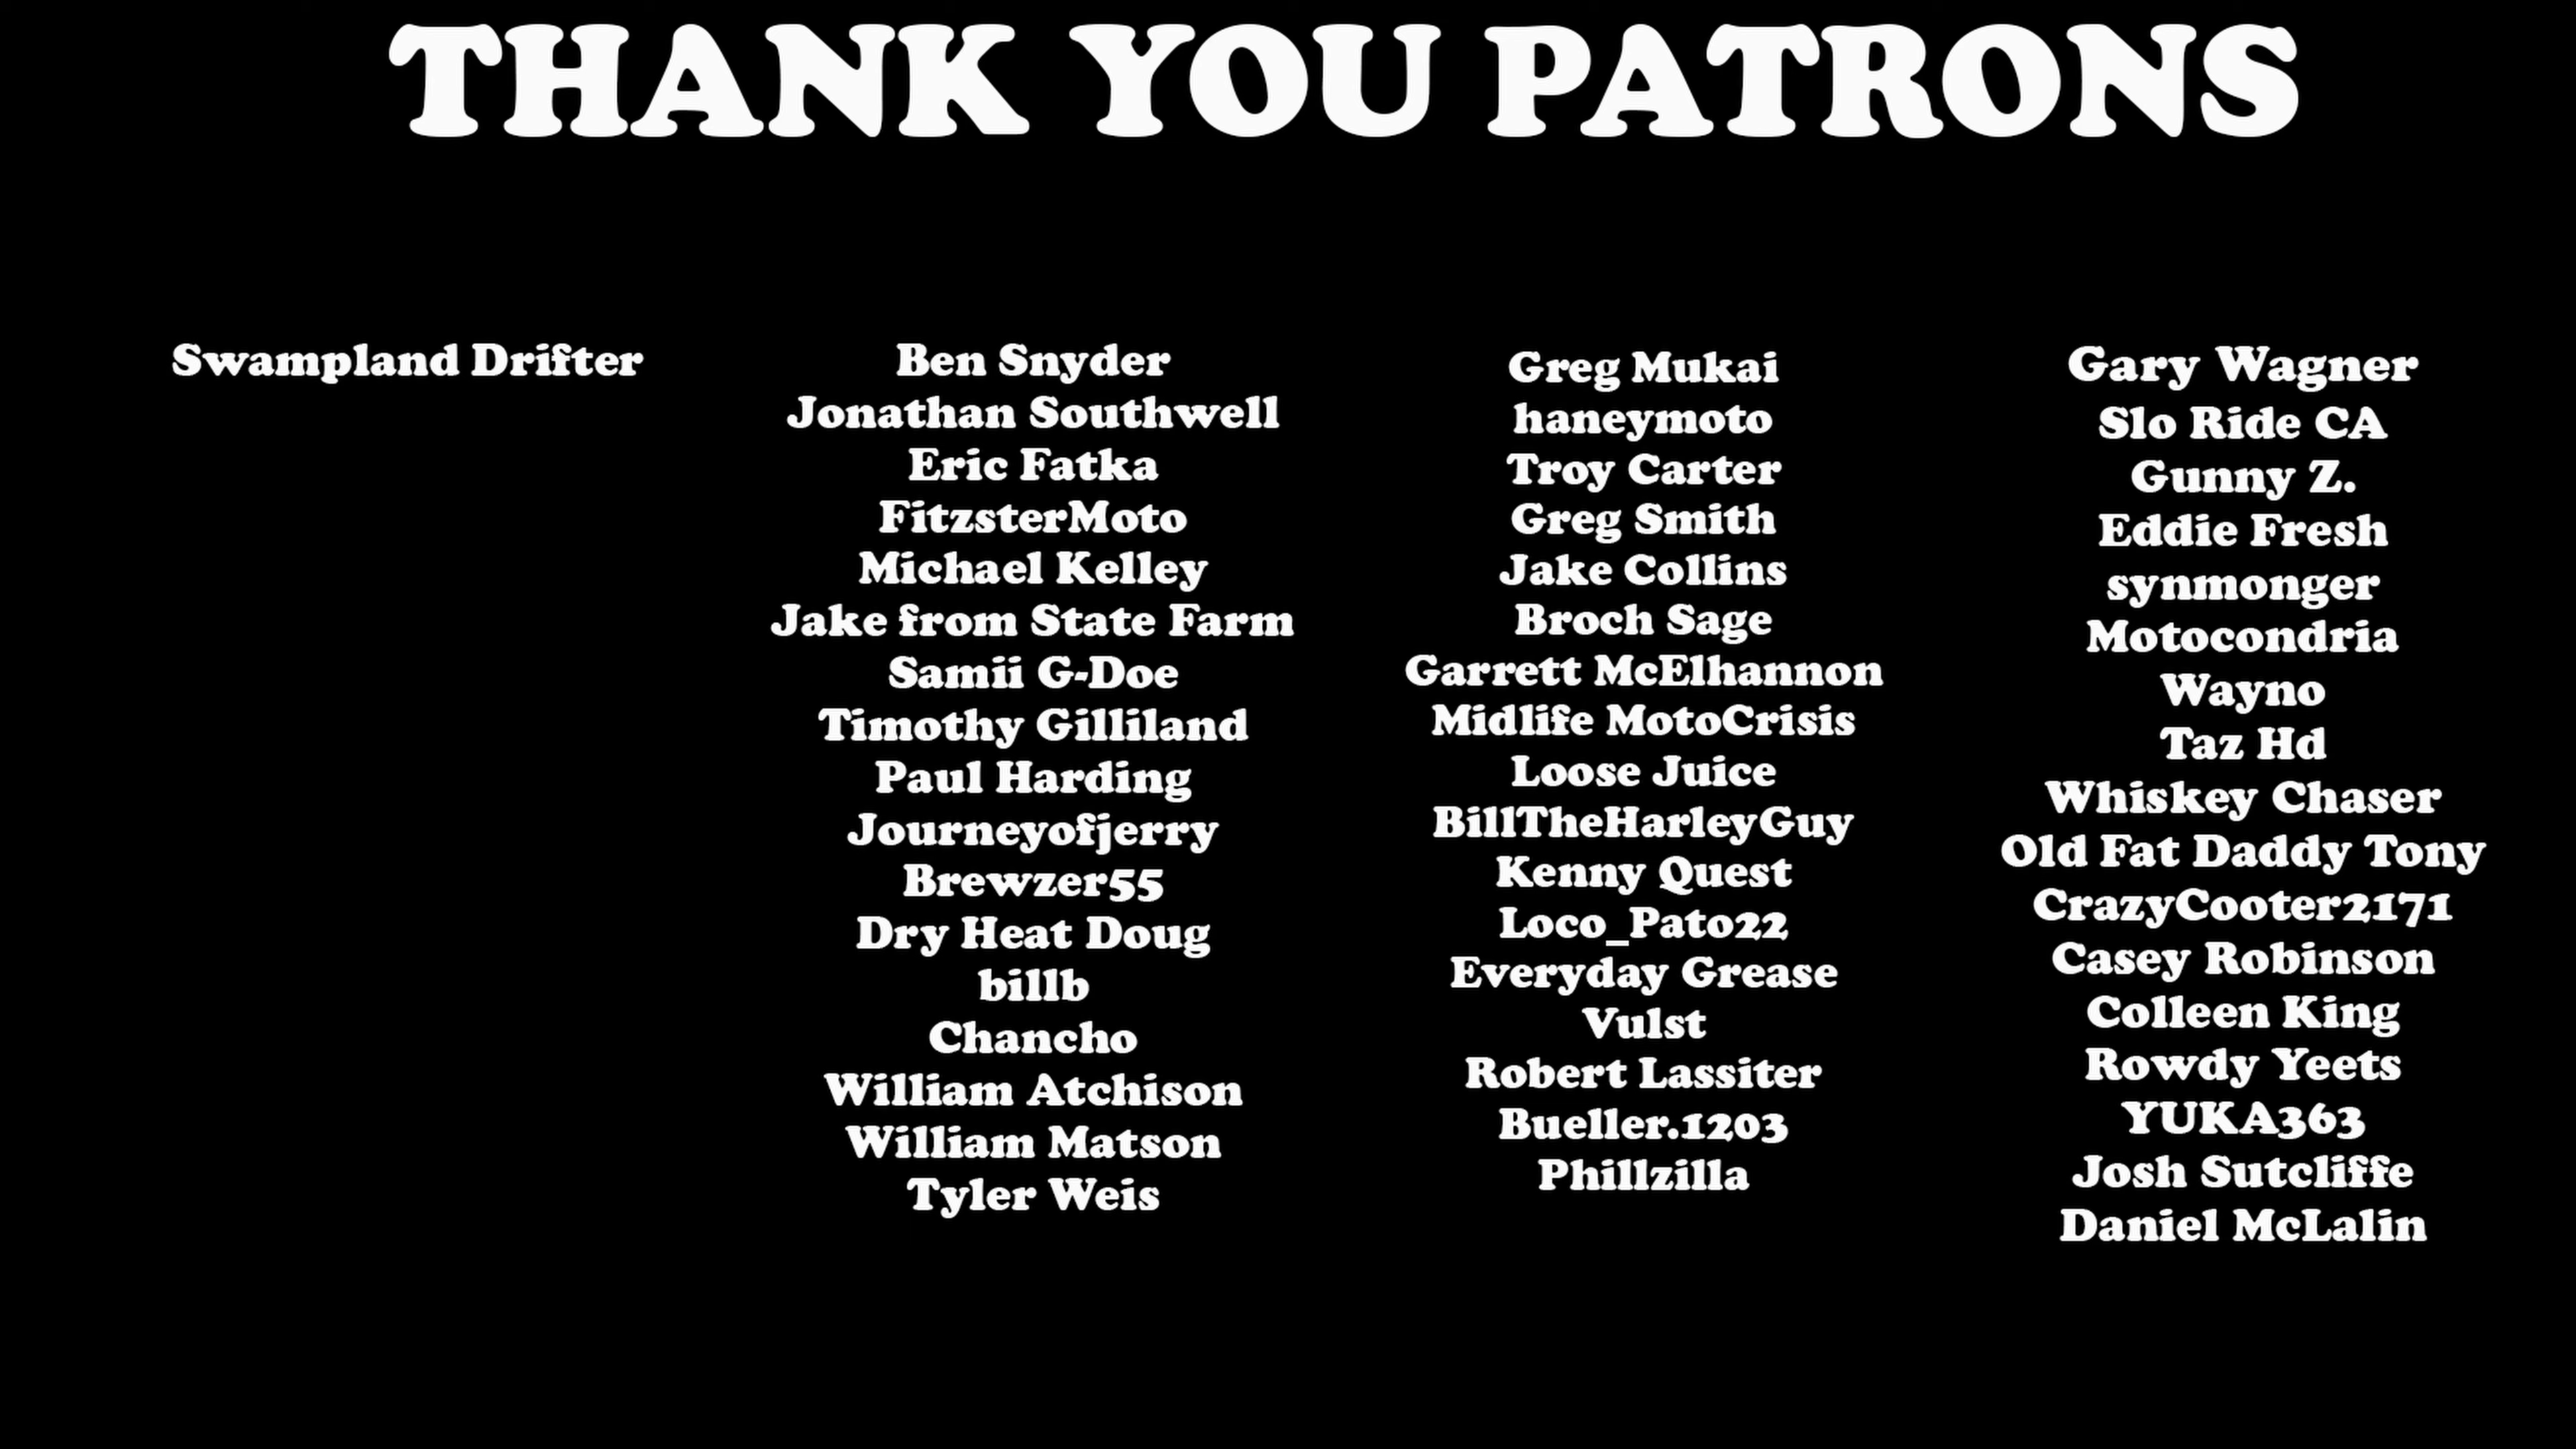 THANK YOU PATRONS
Swampland Drifter
Ben Snyder
Jonathan Southwell
Eric Fatka
FitzsterMoto
Michael Kelley
Jake from State Farm
Samii G-Doe
Timothy Gilliland
Paul Harding
Journeyofjerry
Brewzer55
Dry Heat Doug
billb
Chancho
William Atchison
William Matson
Tyler Weis
Greg Mukai
haneymoto
Troy Carter
Greg Smith
Jake Collins
Broch Sage
Garrett McElhannon
Midlife MotoCrisis
Loose Juice
BillTheHarleyGuy
Kenny Quest
Loco_Pato22
Everyday Grease
Vulst
Robert Lassiter
Bueller.1203
Phillzilla
Gary Wagner
Slo Ride CA
Gunny Z.
Eddie Fresh
synmonger
Motocondria
Wayno
Taz Hd
Whiskey Chaser
Old Fat Daddy Tony
CrazyCooter2171
Casey Robinson
Colleen King
Rowdy Yeets
YUKA363
Josh Sutcliffe
Daniel McLalin